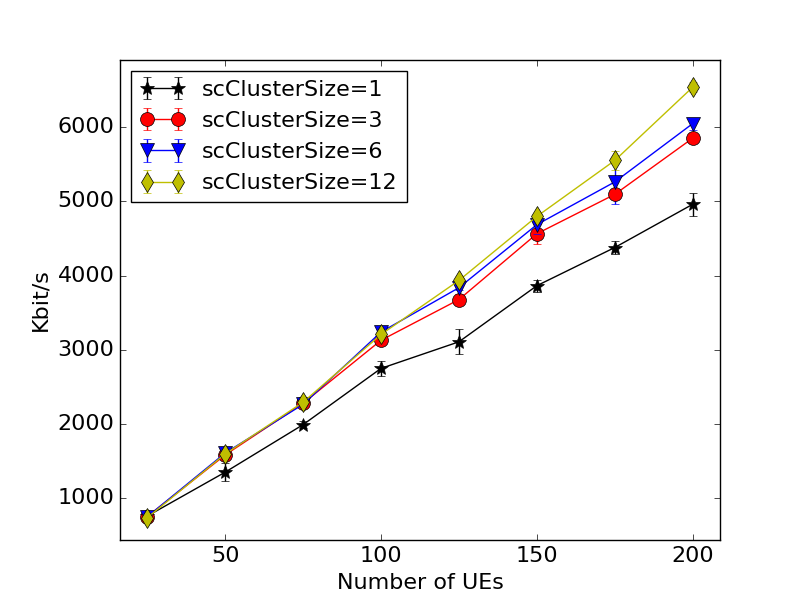 scClusterSize=1
scClusterSize=3
scClusterSize=6
scClusterSize=12
6000
5000
4000
3000
2000
1000
Kbit/s
50 100 150 200
Number of UEs